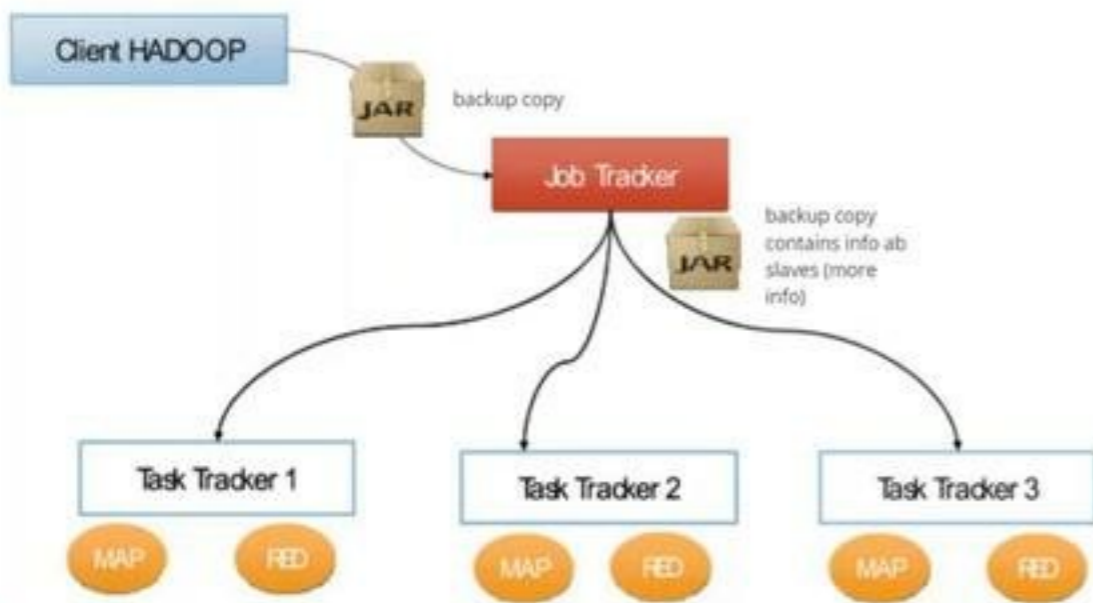 Client HADOOP
JAR
backup copy
Job Tracker
JAR
backup copy
contains info ab
slaves (more
info)
Task Tracker 1
Task Tracker 2
Task Tracker 3
MAP
RED
MAP
RED
MAP
RED